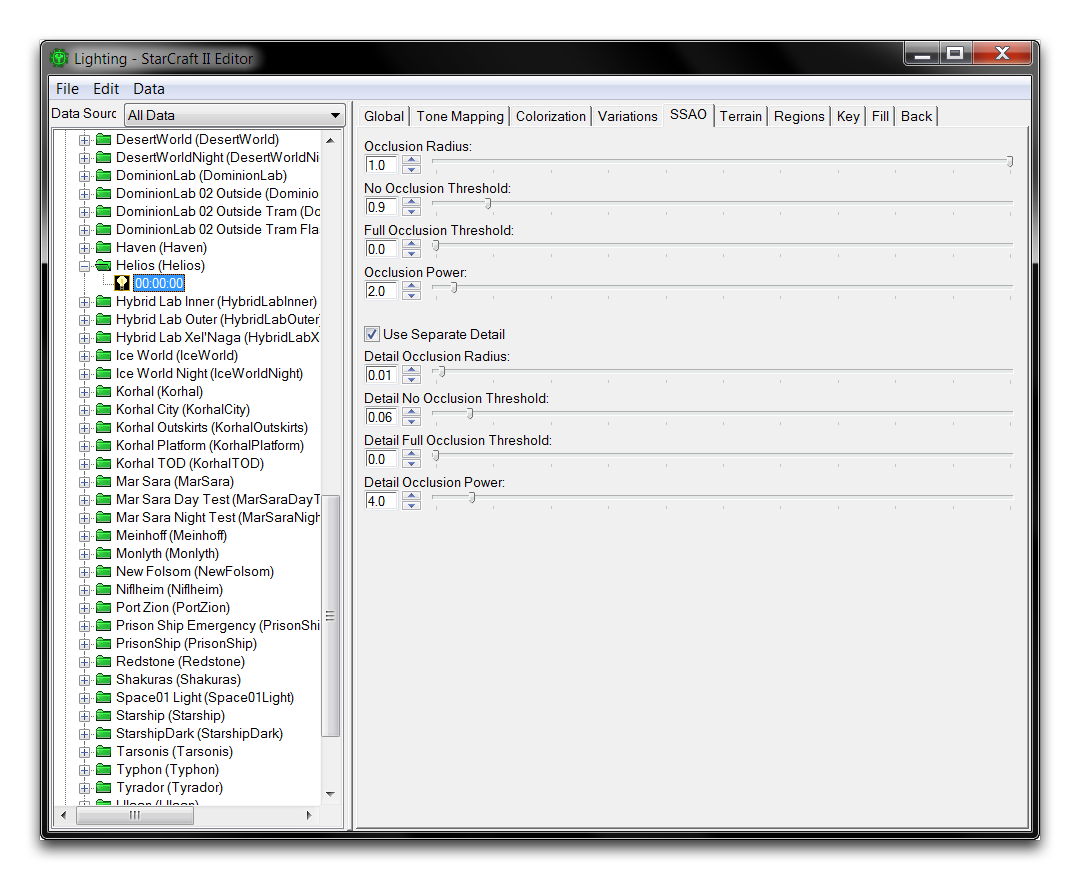 Lighting - StarCraft II Editor
File Edit Data
Data Sourc All Data
DesertWorld (DesertWorld)
DesertWorldNight (DesertWorldNi
DominionLab (DominionLab)
DominionLab 02 Outside (Dominio
DominionLab 02 Outside Tram (Dc
DominionLab 02 Outside Tram Fla
Haven (Haven)
Helios (Helios)
00:00:00
Hybrid Lab Inner (HybridLabInner)
Hybrid Lab Outer (HybridLabOuter
Hybrid Lab Xel'Naga (HybridLabX
Ice World (IceWorld)
Ice World Night (IceWorldNight)
Korhal (Korhal)
Korhal City (KorhalCity)
Korhal Outskirts (KorhalOutskirts)
Korhal Platform (KorhalPlatform)
Korhal TOD (KorhalTOD)
Mar Sara (MarSara)
Mar Sara Day Test (MarSaraDayT
Mar Sara Night Test (MarSaraNigh
Meinhoff (Meinhoff)
Monlyth (Monlyth)
New Folsom (NewFolsom)
Niflheim (Niflheim)
Port Zion (PortZion)
Prison Ship Emergency (PrisonShi
PrisonShip (PrisonShip)
Redstone (Redstone)
Shakuras (Shakuras)
Space01 Light (Space01Light)
Starship (Starship)
StarshipDark (StarshipDark)
Tarsonis (Tarsonis)
Typhon (Typhon)
Tyrador (Tyrador)
Global Tone Mapping Colorization Variations SSAO Terrain Regions Key Fill Back
Occlusion Radius:
1.0
No Occlusion Threshold:
0.9
Full Occlusion Threshold:
0.0
Occlusion Power:
2.0
Use Separate Detail
Detail Occlusion Radius:
0.01
Detail No Occlusion Threshold:
0.06
Detail Full Occlusion Threshold:
0.0
Detail Occlusion Power:
4.0